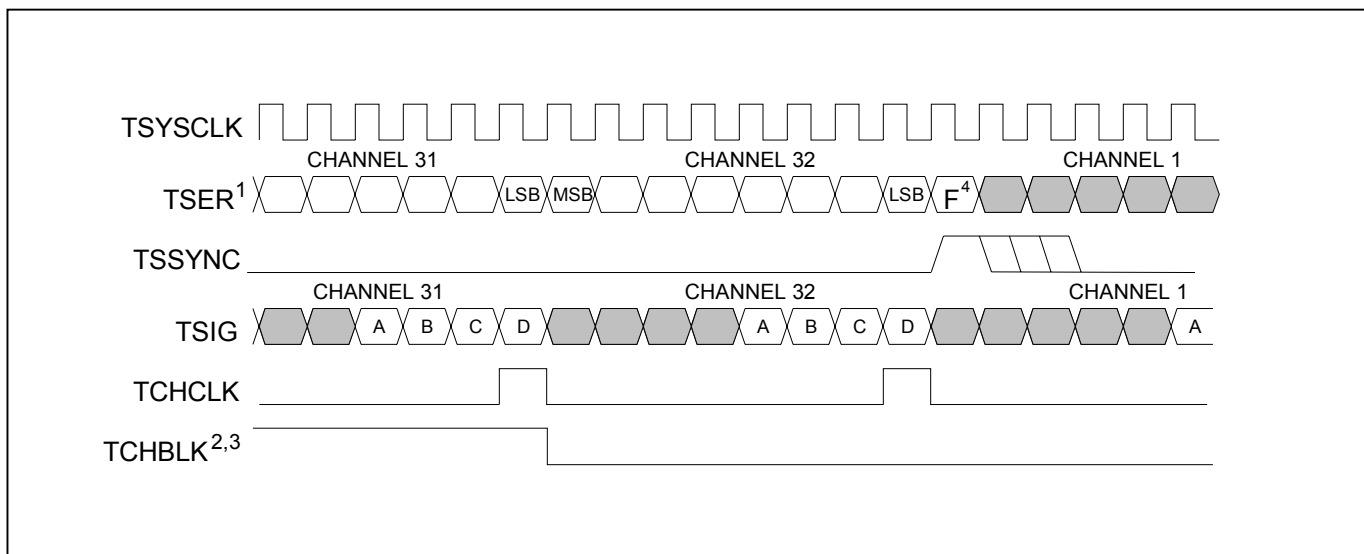 TSYSCLK
CHANNEL 31 CHANNEL 32 CHANNEL 1
TSER1 LSB MSB LSB F4
TSSYNC
CHANNEL 31 CHANNEL 32 CHANNEL 1
TSIG A B C D A B C D A
TCHCLK
TCHBLK2,3